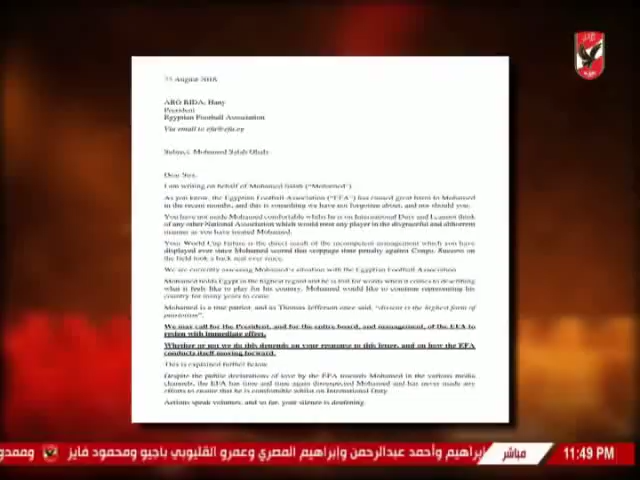 August 2018
ABO RIDA, Hany
President
Egyptian Football Association
Via email to efa@efa.eg
Mohamed Salah
Dear Sirs,
I am writing on behalf of Mohamed Salah ("Mohamed")
As you know, the Egyptian Football Association ("EFA") has caused great harm to Mohamed
in the recent months, and this is something we have not forgotten about, and nor should you.
You have not made Mohamed comfortable whilst he is on International Duty and I cannot think
of any other National Association which would treat any player in the disgraceful and abhorrent
manner as you have treated Mohamed.
Your World Cup Failure is the direct result of the incompetent management which you have
displayed ever since Mohamed scored that stoppage time penalty against Congo. Success on
the field took a back seat ever since.
We are currently assessing Mohamed's situation with the Egyptian Football Association.
Mohamed holds Egypt in the highest regard and he is lost for words when it comes to describing
what it feels like to play for his country. Mohamed would like to continue representing his
country for many years to come.
Mohamed is a true patriot, and as Thomas Jefferson once said, "dissent is the highest form of
patriotism".
We may call for the President, and for the entire board, and management, of the EFA to
resign with immediate effect.
Whether or not we do this depends on your response to this letter, and on how the EFA
conducts itself moving forward.
This is explained further below.
Despite the public declarations of love by the EFA towards Mohamed in the various media
channels, the EFA has time and time again disrespected Mohamed and has never made any
efforts to ensure that he is comfortable whilst on International Duty.
Actions speak volumes, and so far, your silence is deafening.
إبراهيم وأحمد عبدالرحمن وإبراهيم المصري وعمرو القليوبي باجيو ومحمود فايز
وممدو
مباشر
11:49 PM